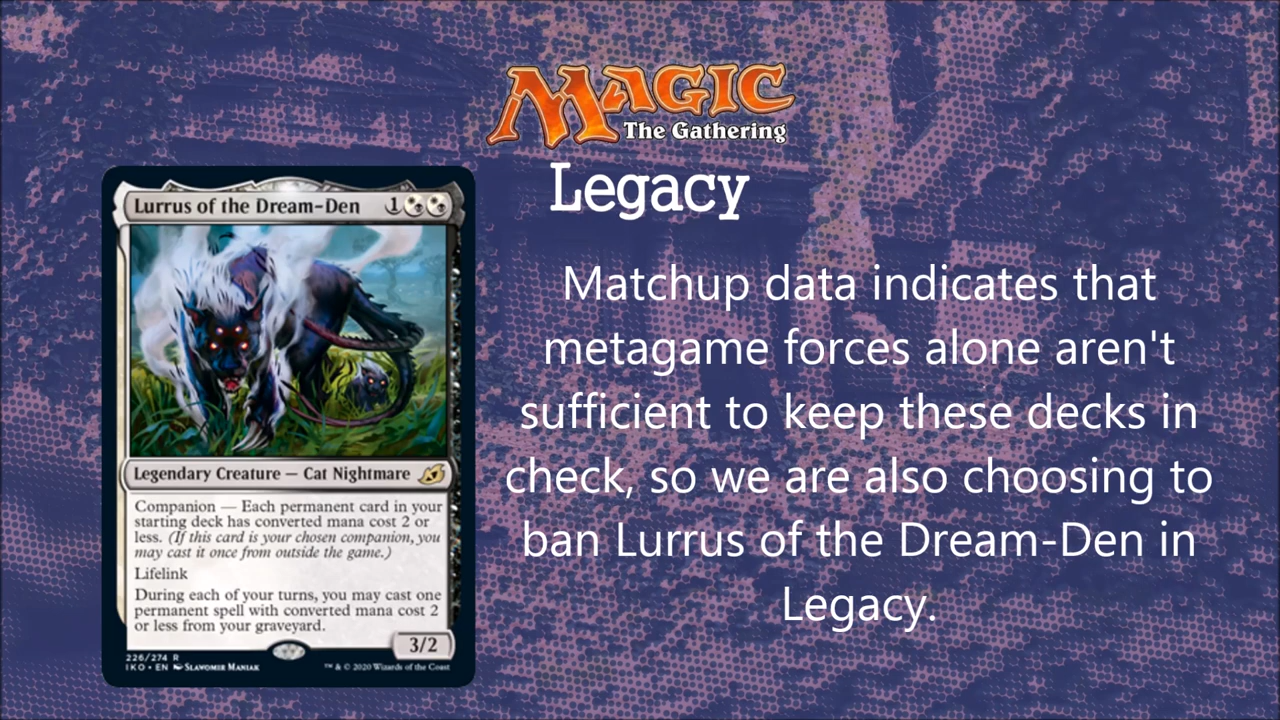 MAGIC
The Gathering
Legacy
Lurrus of the Dream-Den 1
Legendary Creature — Cat Nightmare
Companion — Each permanent card in your
starting deck has converted mana cost 2 or
less. (If this card is your chosen companion, you
may cast it once from outside the game.)
Lifelink
During each of your turns, you may cast one
permanent spell with converted mana cost 2
or less from your graveyard.
3/2
226/274 R
IKO • EN SLAWOMIR MANIAK
™ & © 2020 Wizards of the Coast
Matchup data indicates that
metagame forces alone aren't
sufficient to keep these decks in
check, so we are also choosing to
ban Lurrus of the Dream-Den in
Legacy.